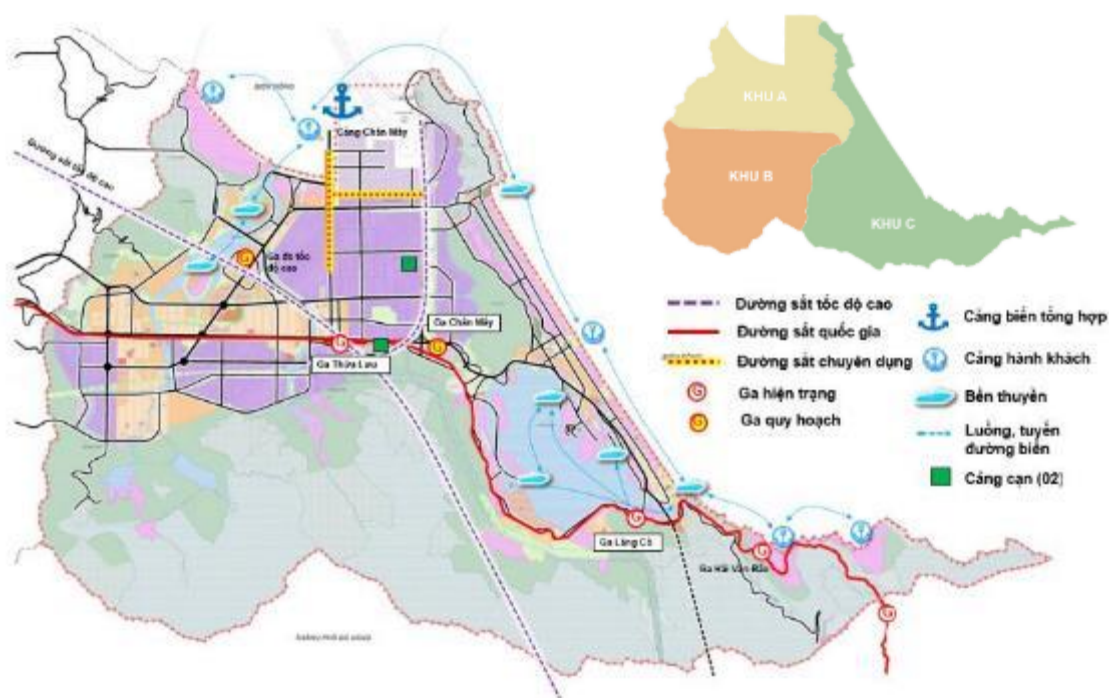 KHU A
KHU B
KHU C
Cảng Chân Mây
Đường sắt tốc độ cao
Ga đs tốc
độ cao
Ga Chân Mây
Ga Thừa Lưu
Ga Lăng Cô
Ga Hải Vân Bắc
Đường sắt tốc độ cao
Đường sắt quốc gia
Đường sắt chuyên dụng
Ga hiện trạng
Ga quy hoạch
Cảng biển tổng hợp
Cảng hành khách
Bến thuyền
Luồng, tuyến
đường biển
Cảng cạn (02)